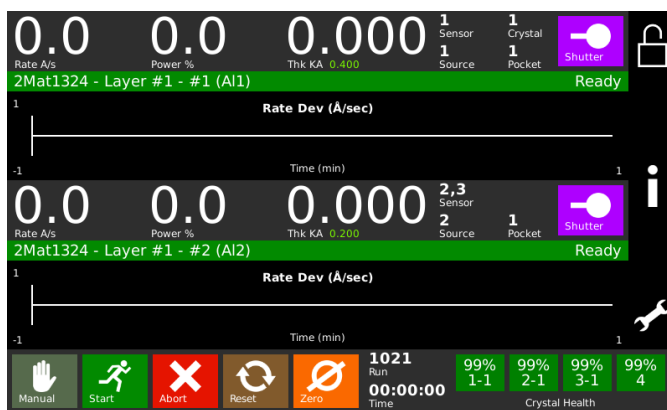 0.0 0.0 0.000 1 1
Sensor Crystal
1 1
Rate A/s Power % Thk KA 0.400 Source Pocket Shutter
2Mat1324 - Layer #1 - #1 (Al1) Ready
1
Rate Dev (Å/sec)
-1 Time (min) 1
0.0 0.0 0.000 2,3
Sensor
2 1
Rate A/s Power % Thk KA 0.200 Source Pocket Shutter
2Mat1324 - Layer #1 - #2 (Al2) Ready
1
Rate Dev (Å/sec)
-1 Time (min) 1
1021
Run
99% 99% 99% 99%
1-1 2-1 3-1 4
00:00:00
Manual Start Abort Reset Zero Time Crystal Health